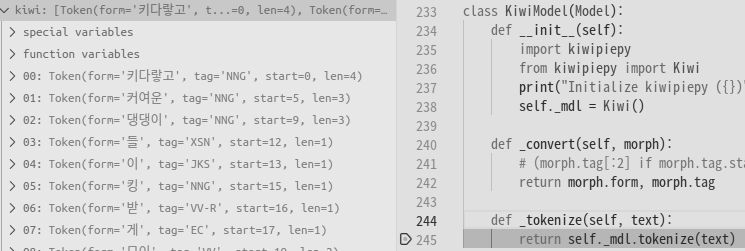 kiwi: [Token(form='키다랗고', t...=0, len=4), Token(form=...
special variables
function variables
00: Token(form='키다랗고', tag='NNG', start=0, len=4)
01: Token(form='커여운', tag='NNG', start=5, len=3)
02: Token(form='댕댕이', tag='NNG', start=9, len=3)
03: Token(form='들', tag='XSN', start=12, len=1)
04: Token(form='이', tag='JKS', start=13, len=1)
05: Token(form='킹', tag='NNG', start=15, len=1)
06: Token(form='받', tag='VV-R', start=16, len=1)
07: Token(form='게', tag='EC', start=17, len=1)
233 class KiwiModel(Model):
234 def __init__(self):
235 import kiwipiepy
236 from kiwipiepy import Kiwi
237 print("Initialize kiwipiepy ({})"
238 self._mdl = Kiwi()
239
240 def _convert(self, morph):
241 # (morph.tag[:2] if morph.tag.sta
242 return morph.form, morph.tag
243
244 def _tokenize(self, text):
245 return self._mdl.tokenize(text)